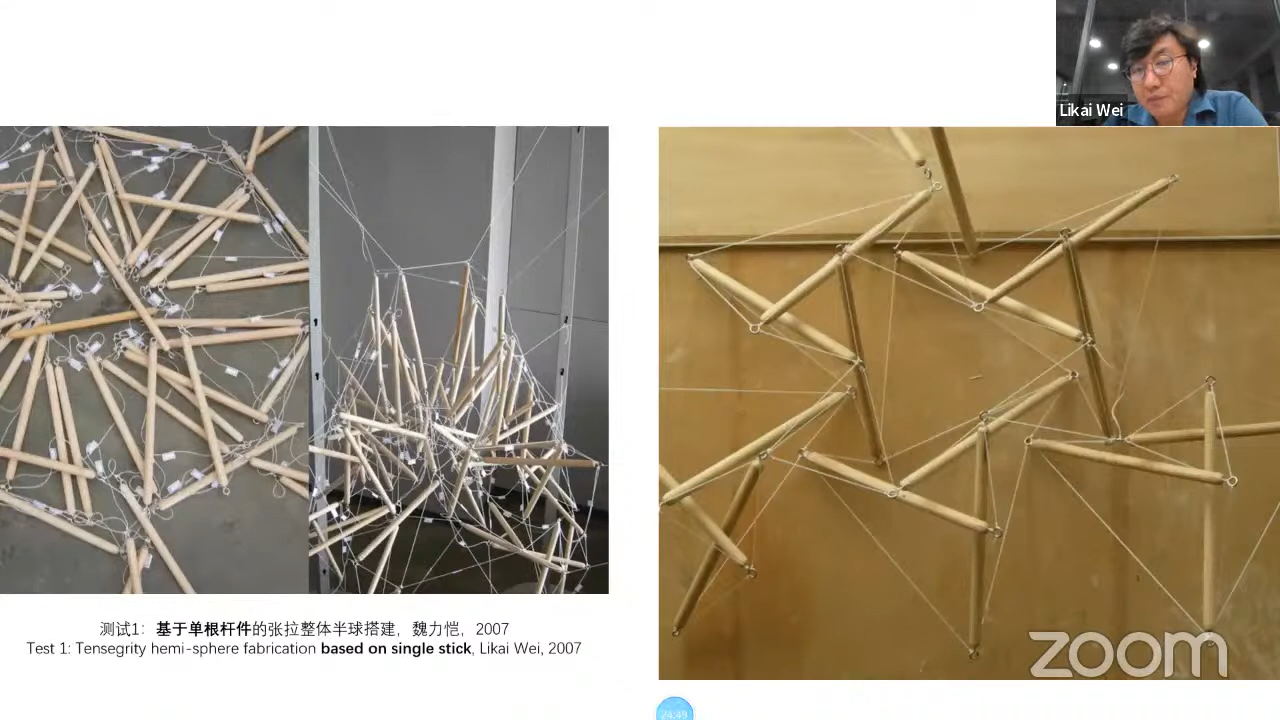 Likai Wei
测试1：基于单根杆件的张拉整体半球搭建，魏力恺，2007
Test 1: Tensegrity hemi-sphere fabrication based on single stick, Likai Wei, 2007
zoom
24:49